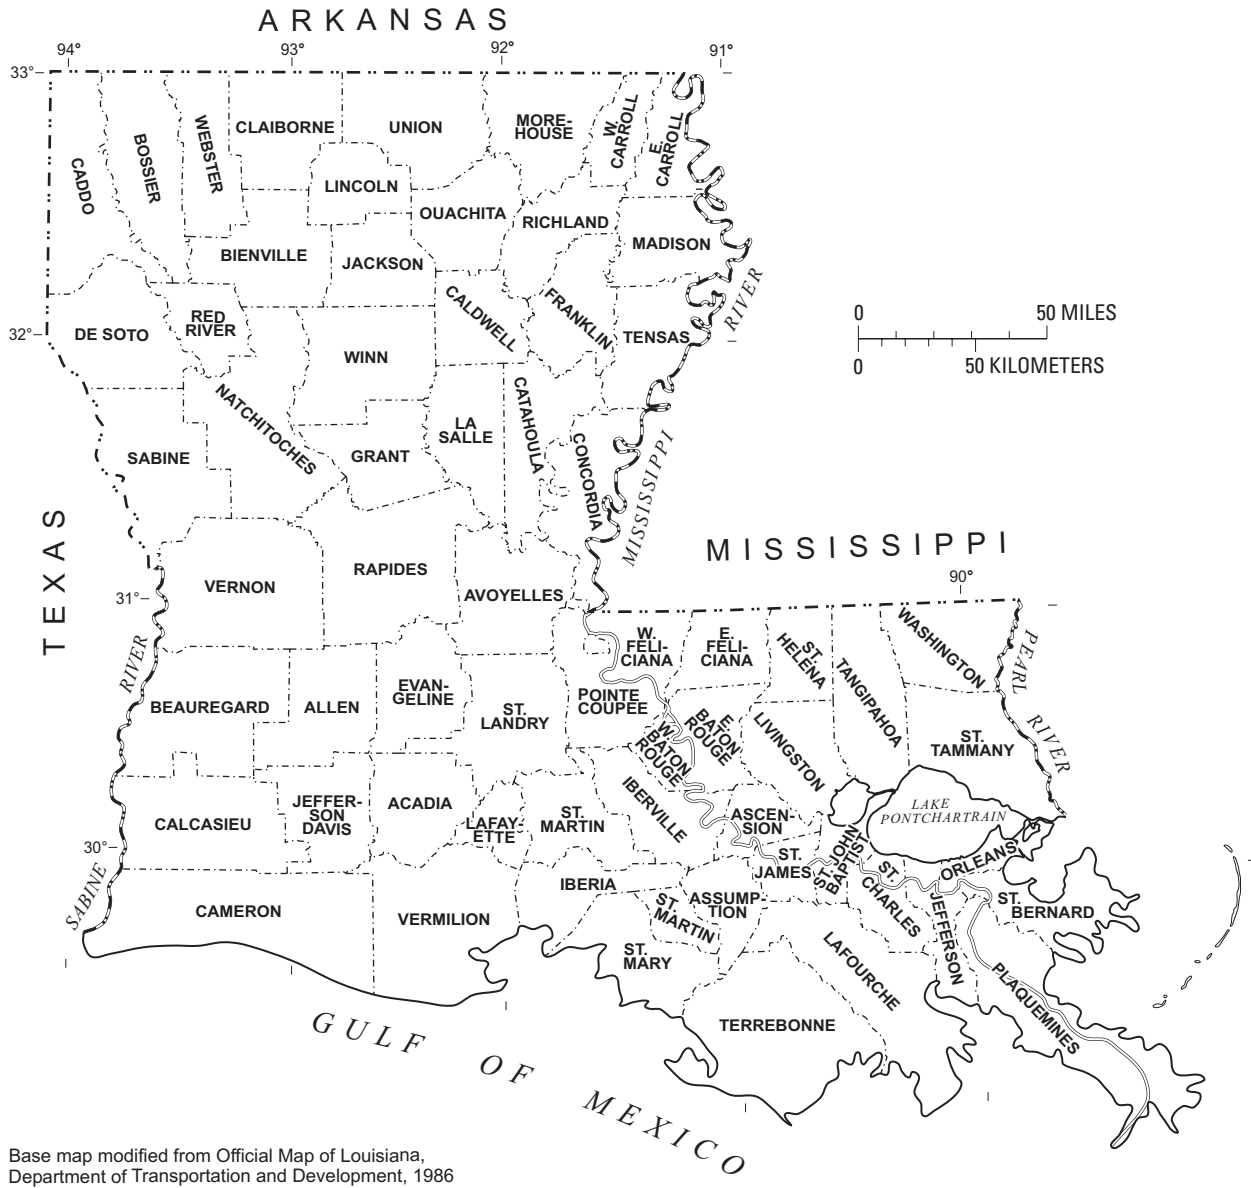 ARKANSAS
94° 93° 92° 91°
33°
CADDO
BOSSIER
WEBSTER
CLAIBORNE
UNION
MORE-
HOUSE
W.
CARROLL
E.
CARROLL
LINCOLN
OUACHITA
RICHLAND
MADISON
BIENVILLE
JACKSON
RIVER
DE SOTO
RED
RIVER
CALDWELL
FRANKLIN
TENSAS
32°
WINN
0 50 MILES
0 50 KILOMETERS
NATCHITOCHES
SABINE
GRANT
LA
SALLE
CATAHOULA
CONCORDIA
MISSISSIPPI
TEXAS
MISSISSIPPI
90°
VERNON
RAPIDES
AVOYELLES
31°
RIVER
W.
FELI-
CIANA
E.
FELI-
CIANA
ST.
HELENA
TANGIPAHOA
WASHINGTON
PEARL
RIVER
BEAUREGARD
ALLEN
EVAN-
GELINE
ST.
LANDRY
POINTE
COUPEE
W.
BATON
ROUGE
E.
BATON
ROUGE
LIVINGSTON
ST.
TAMMANY
CALCASIEU
JEFFER-
SON
DAVIS
ACADIA
LAFAY-
ETTE
ST.
MARTIN
IBERVILLE
ASCEN-
SION
LAKE
PONTCHARTRAIN
30°
SABINE
CAMERON
VERMILION
IBERIA
ST.
MARTIN
ASSUMP-
TION
ST.
JAMES
ST. JOHN
BAPTIST
ST.
CHARLES
ORLEANS
ST.
BERNARD
JEFFERSON
ST.
MARY
LAFOURCHE
PLAQUEMINES
TERREBONNE
GULF OF MEXICO
Base map modified from Official Map of Louisiana,
Department of Transportation and Development, 1986